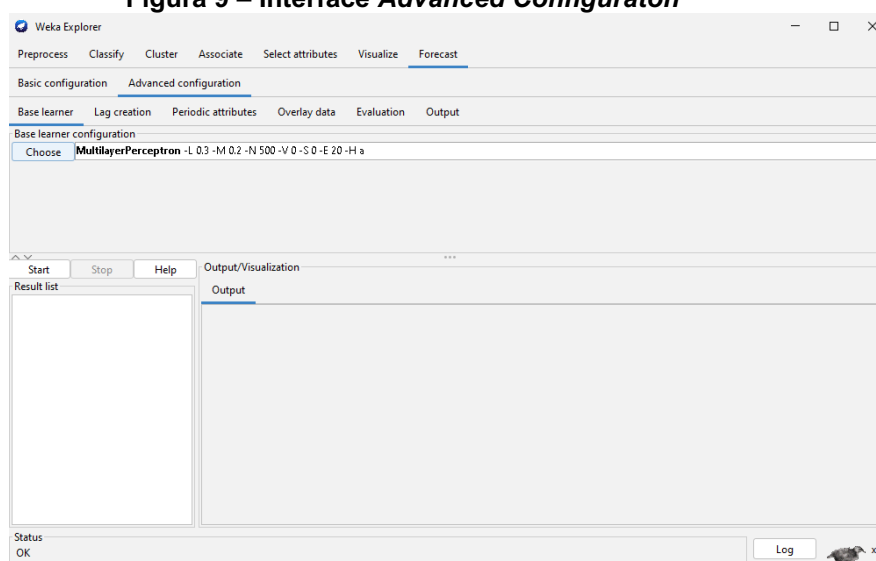 Figura 9 – Interface Advanced Configuraton
Weka Explorer
Preprocess Classify Cluster Associate Select attributes Visualize Forecast
Basic configuration Advanced configuration
Base learner Lag creation Periodic attributes Overlay data Evaluation Output
Base learner configuration
Choose MultilayerPerceptron -L 0.3 -M 0.2 -N 500 -V 0 -S 0 -E 20 -H a
Start Stop Help
Output/Visualization
Result list
Output
Status
OK
Log
x